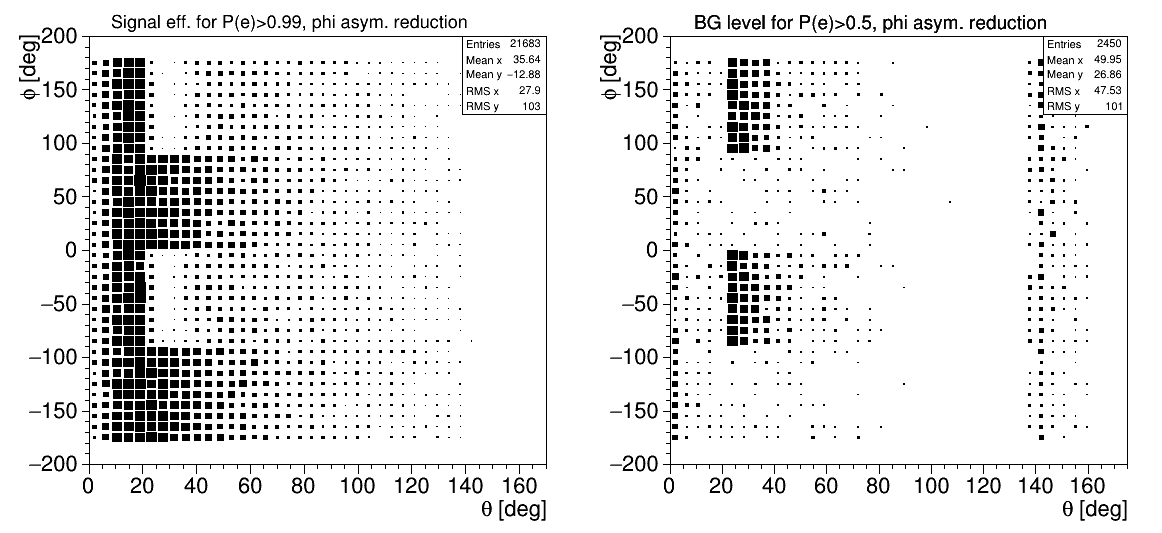 Signal eff. for P(e)>0.99, phi asym. reduction
ϕ [deg]
200
150
100
50
0
−50
−100
−150
−200
0 20 40 60 80 100 120 140 160
θ [deg]
Entries 21683
Mean x 35.64
Mean y −12.88
RMS x 27.9
RMS y 103
BG level for P(e)>0.5, phi asym. reduction
ϕ [deg]
200
150
100
50
0
−50
−100
−150
−200
0 20 40 60 80 100 120 140 160
θ [deg]
Entries 2450
Mean x 49.95
Mean y 26.86
RMS x 47.53
RMS y 101